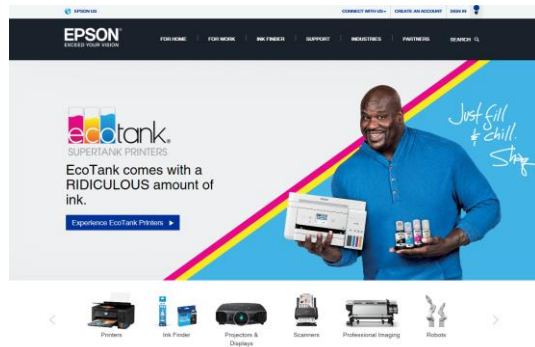 EPSON US
CONNECT WITH US
CREATE AN ACCOUNT
SIGN IN
EPSON
EXCEED YOUR VISION
FOR HOME
FOR WORK
INK FINDER
SUPPORT
INDUSTRIES
PARTNERS
SEARCH
ecotank.
SUPERTANK PRINTERS
EcoTank comes with a
RIDICULOUS amount of
ink.
Experience EcoTank Printers
Just fill
& chill.
Shaq
Printers
Ink Finder
Projectors &
Displays
Scanners
Professional Imaging
Robots